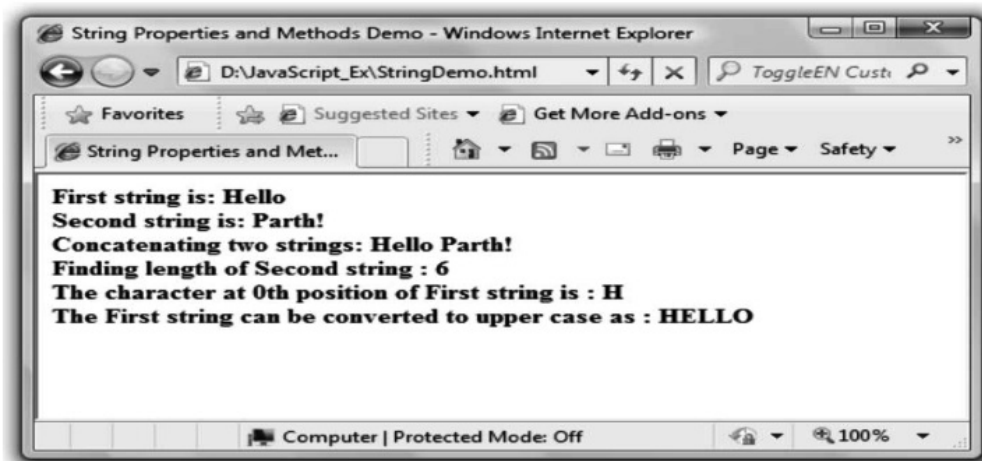 String Properties and Methods Demo - Windows Internet Explorer
D:\JavaScript_Ex\StringDemo.html ToggleEN Cust
Favorites Suggested Sites Get More Add-ons
String Properties and Met... Page Safety »
First string is: Hello
Second string is: Parth!
Concatenating two strings: Hello Parth!
Finding length of Second string : 6
The character at 0th position of First string is : H
The First string can be converted to upper case as : HELLO
Computer | Protected Mode: Off 100%